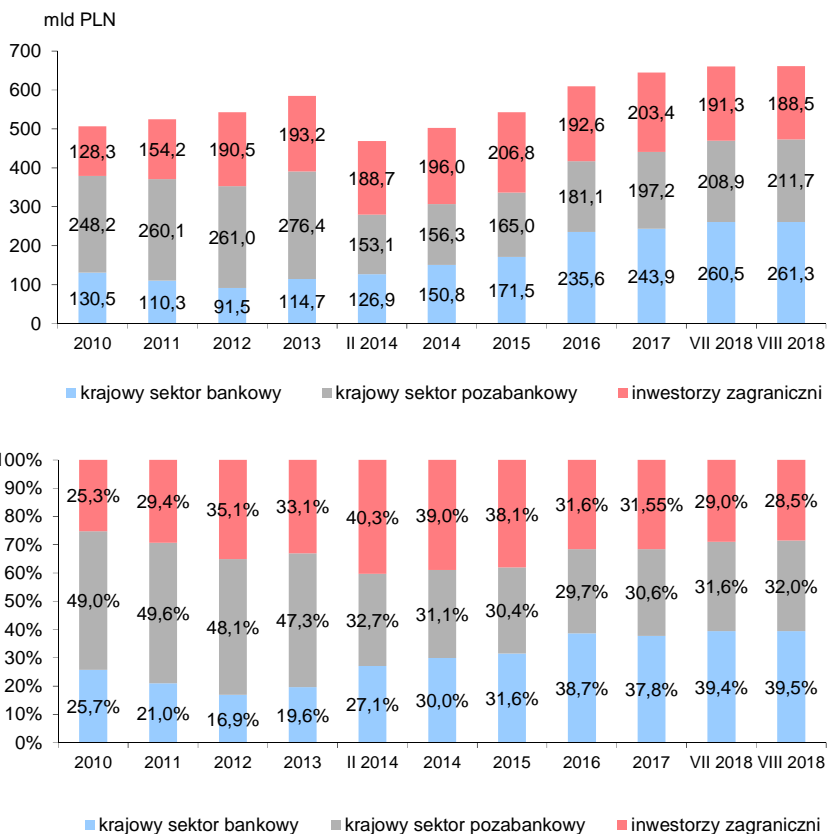 mld PLN
700
600
500
400
300
200
100
0
128,3 154,2 190,5 193,2 188,7 196,0 206,8 192,6 203,4 191,3 188,5
248,2 260,1 261,0 276,4 153,1 156,3 165,0 181,1 197,2 208,9 211,7
130,5 110,3 91,5 114,7 126,9 150,8 171,5 235,6 243,9 260,5 261,3
2010 2011 2012 2013 II 2014 2014 2015 2016 2017 VII 2018 VIII 2018
krajowy sektor bankowy krajowy sektor pozabankowy inwestorzy zagraniczni
100%
90%
80%
70%
60%
50%
40%
30%
20%
10%
0%
25,3% 29,4% 35,1% 33,1% 40,3% 39,0% 38,1% 31,6% 31,55% 29,0% 28,5%
49,0% 49,6% 48,1% 47,3% 32,7% 31,1% 30,4% 29,7% 30,6% 31,6% 32,0%
25,7% 21,0% 16,9% 19,6% 27,1% 30,0% 31,6% 38,7% 37,8% 39,4% 39,5%
2010 2011 2012 2013 II 2014 2014 2015 2016 2017 VII 2018 VIII 2018
krajowy sektor bankowy krajowy sektor pozabankowy inwestorzy zagraniczni